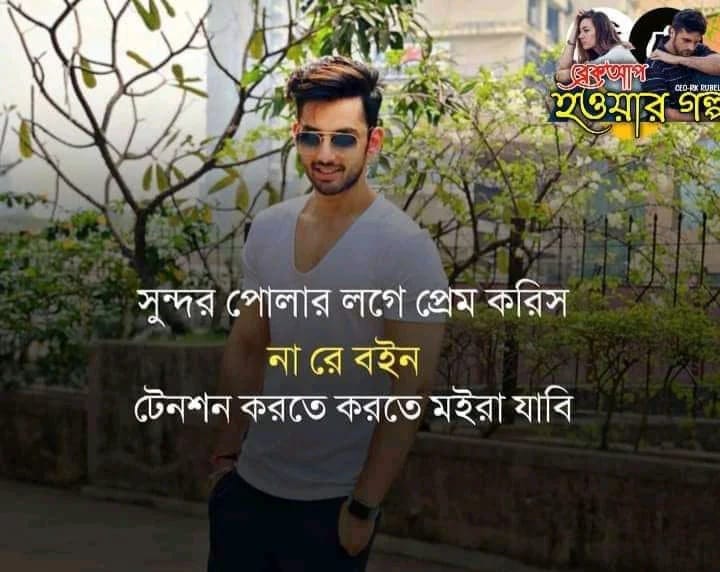 ব্রেকআপ
CEO-RK RUBEL
হওয়ার গল্প
সুন্দর পোলার লগে প্রেম করিস
না রে বইন
টেনশন করতে করতে মইরা যাবি